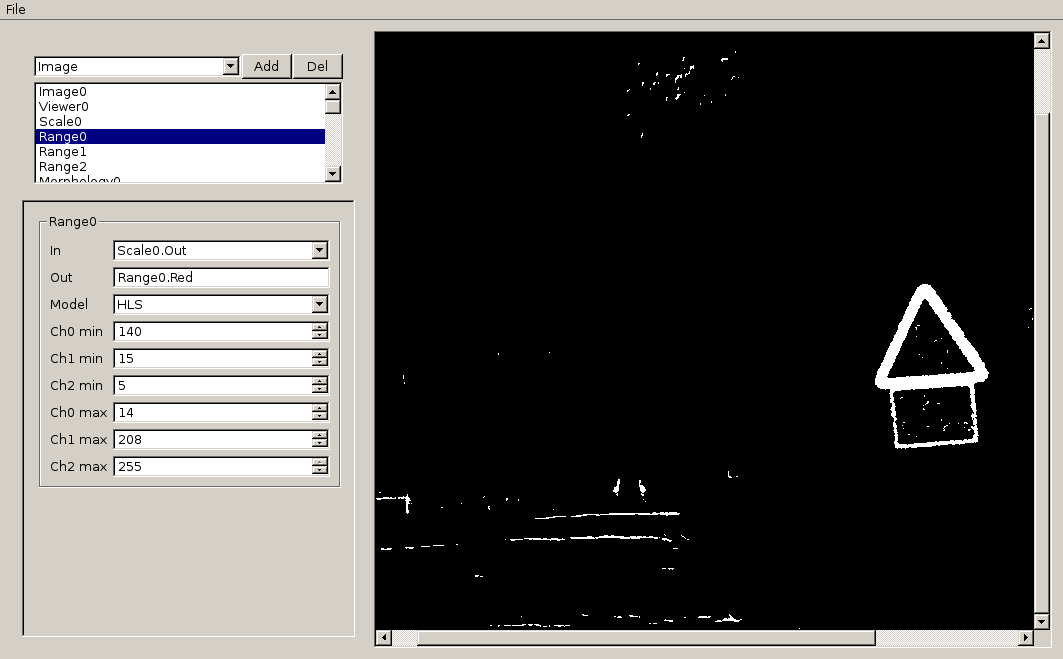 File
Image Add Del
Image0
Viewer0
Scale0
Range0
Range1
Range2
Morphology0
Range0
In Scale0.Out
Out Range0.Red
Model HLS
Ch0 min 140
Ch1 min 15
Ch2 min 5
Ch0 max 14
Ch1 max 208
Ch2 max 255